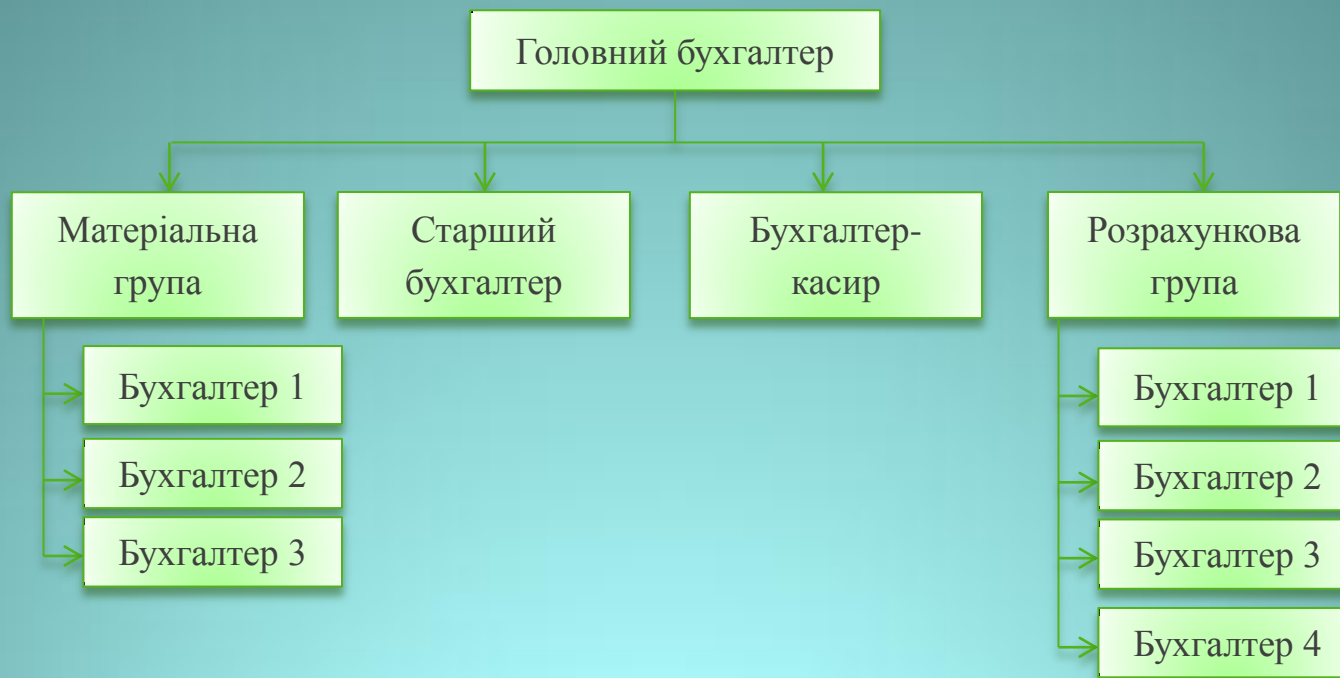 Головний бухгалтер
Матеріальна
група
Старший
бухгалтер
Бухгалтер-
касир
Розрахункова
група
Бухгалтер 1
Бухгалтер 2
Бухгалтер 3
Бухгалтер 1
Бухгалтер 2
Бухгалтер 3
Бухгалтер 4